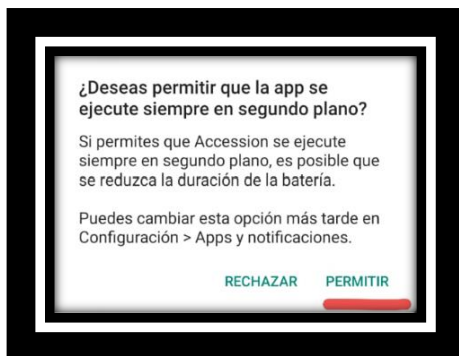 ¿Deseas permitir que la app se
ejecute siempre en segundo plano?
Si permites que Accession se ejecute
siempre en segundo plano, es posible que
se reduzca la duración de la batería.
Puedes cambiar esta opción más tarde en
Configuración > Apps y notificaciones.
RECHAZAR PERMITIR